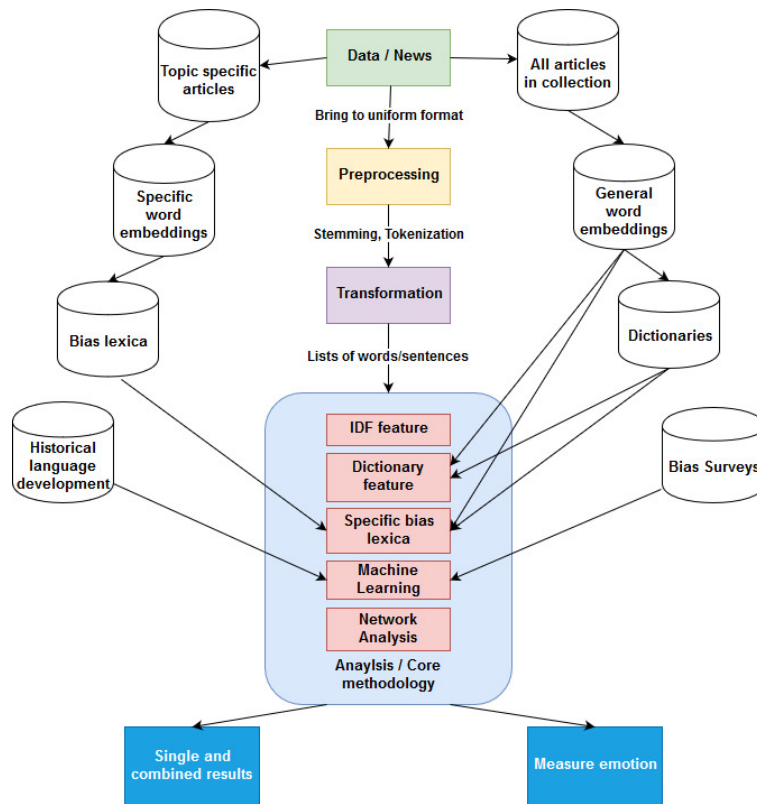 Data / News
Topic specific
articles
All articles
in collection
Bring to uniform format
Preprocessing
Specific
word
embeddings
General
word
embeddings
Stemming, Tokenization
Transformation
Bias lexica
Dictionaries
Lists of words/sentences
IDF feature
Historical
language
development
Dictionary
feature
Bias Surveys
Specific bias
lexica
Machine
Learning
Network
Analysis
Anaylsis / Core
methodology
Single and
combined results
Measure emotion